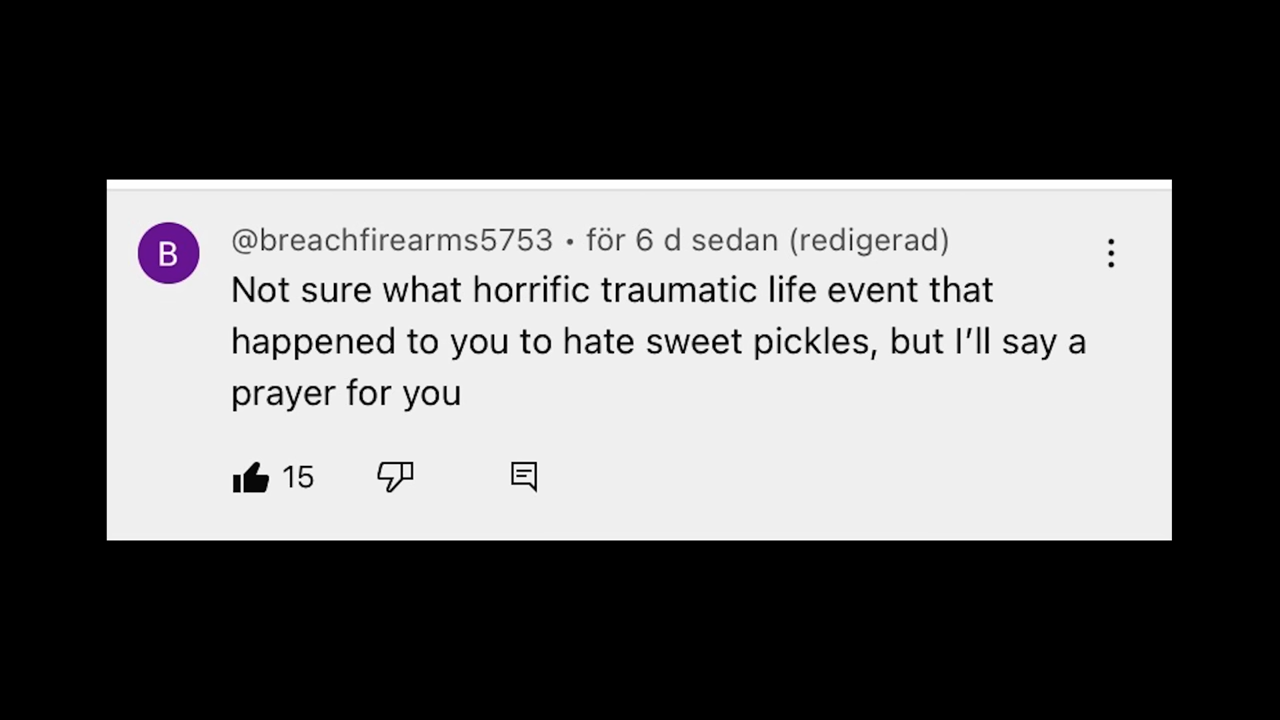 B
@breachfirearms5753 • för 6 d sedan (redigerad)
Not sure what horrific traumatic life event that
happened to you to hate sweet pickles, but I’ll say a
prayer for you
15